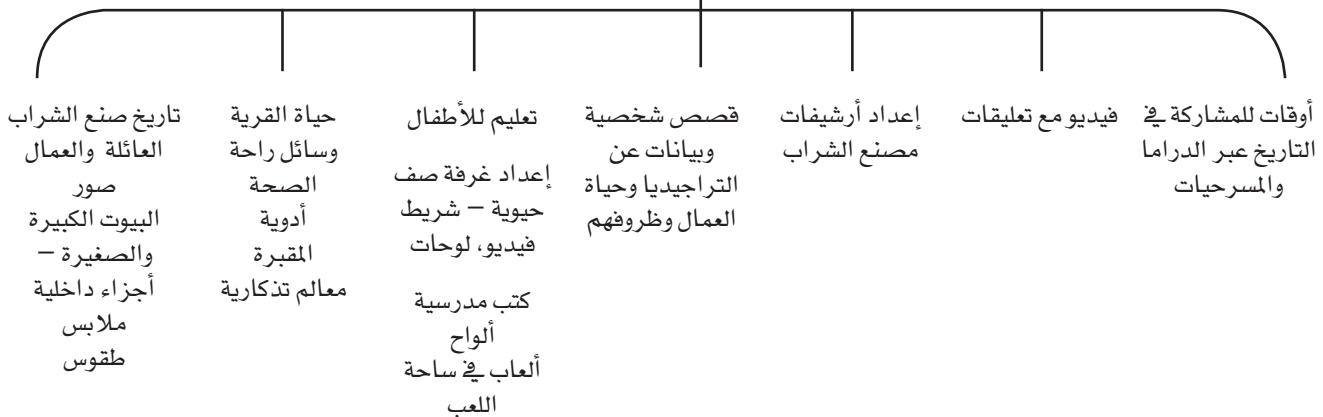 أوقات للمشاركة في
التاريخ عبر الدراما
والمسرحيات
فيديو مع تعليقات
إعداد أرشيفات
مصنع الشراب
قصص شخصية
وبيانات عن
التراجيديا وحياة
العمال وظروفهم
تعليم للأطفال
إعداد غرفة صف
حيوية – شريط
فيديو، لوحات
كتب مدرسية
ألواح
ألعاب في ساحة
اللعب
حياة القرية
وسائل راحة
الصحة
أدوية
المقبرة
معالم تذكارية
تاريخ صنع الشراب
العائلة والعمال
صور
البيوت الكبيرة
والصغيرة –
أجزاء داخلية
ملابس
طقوس